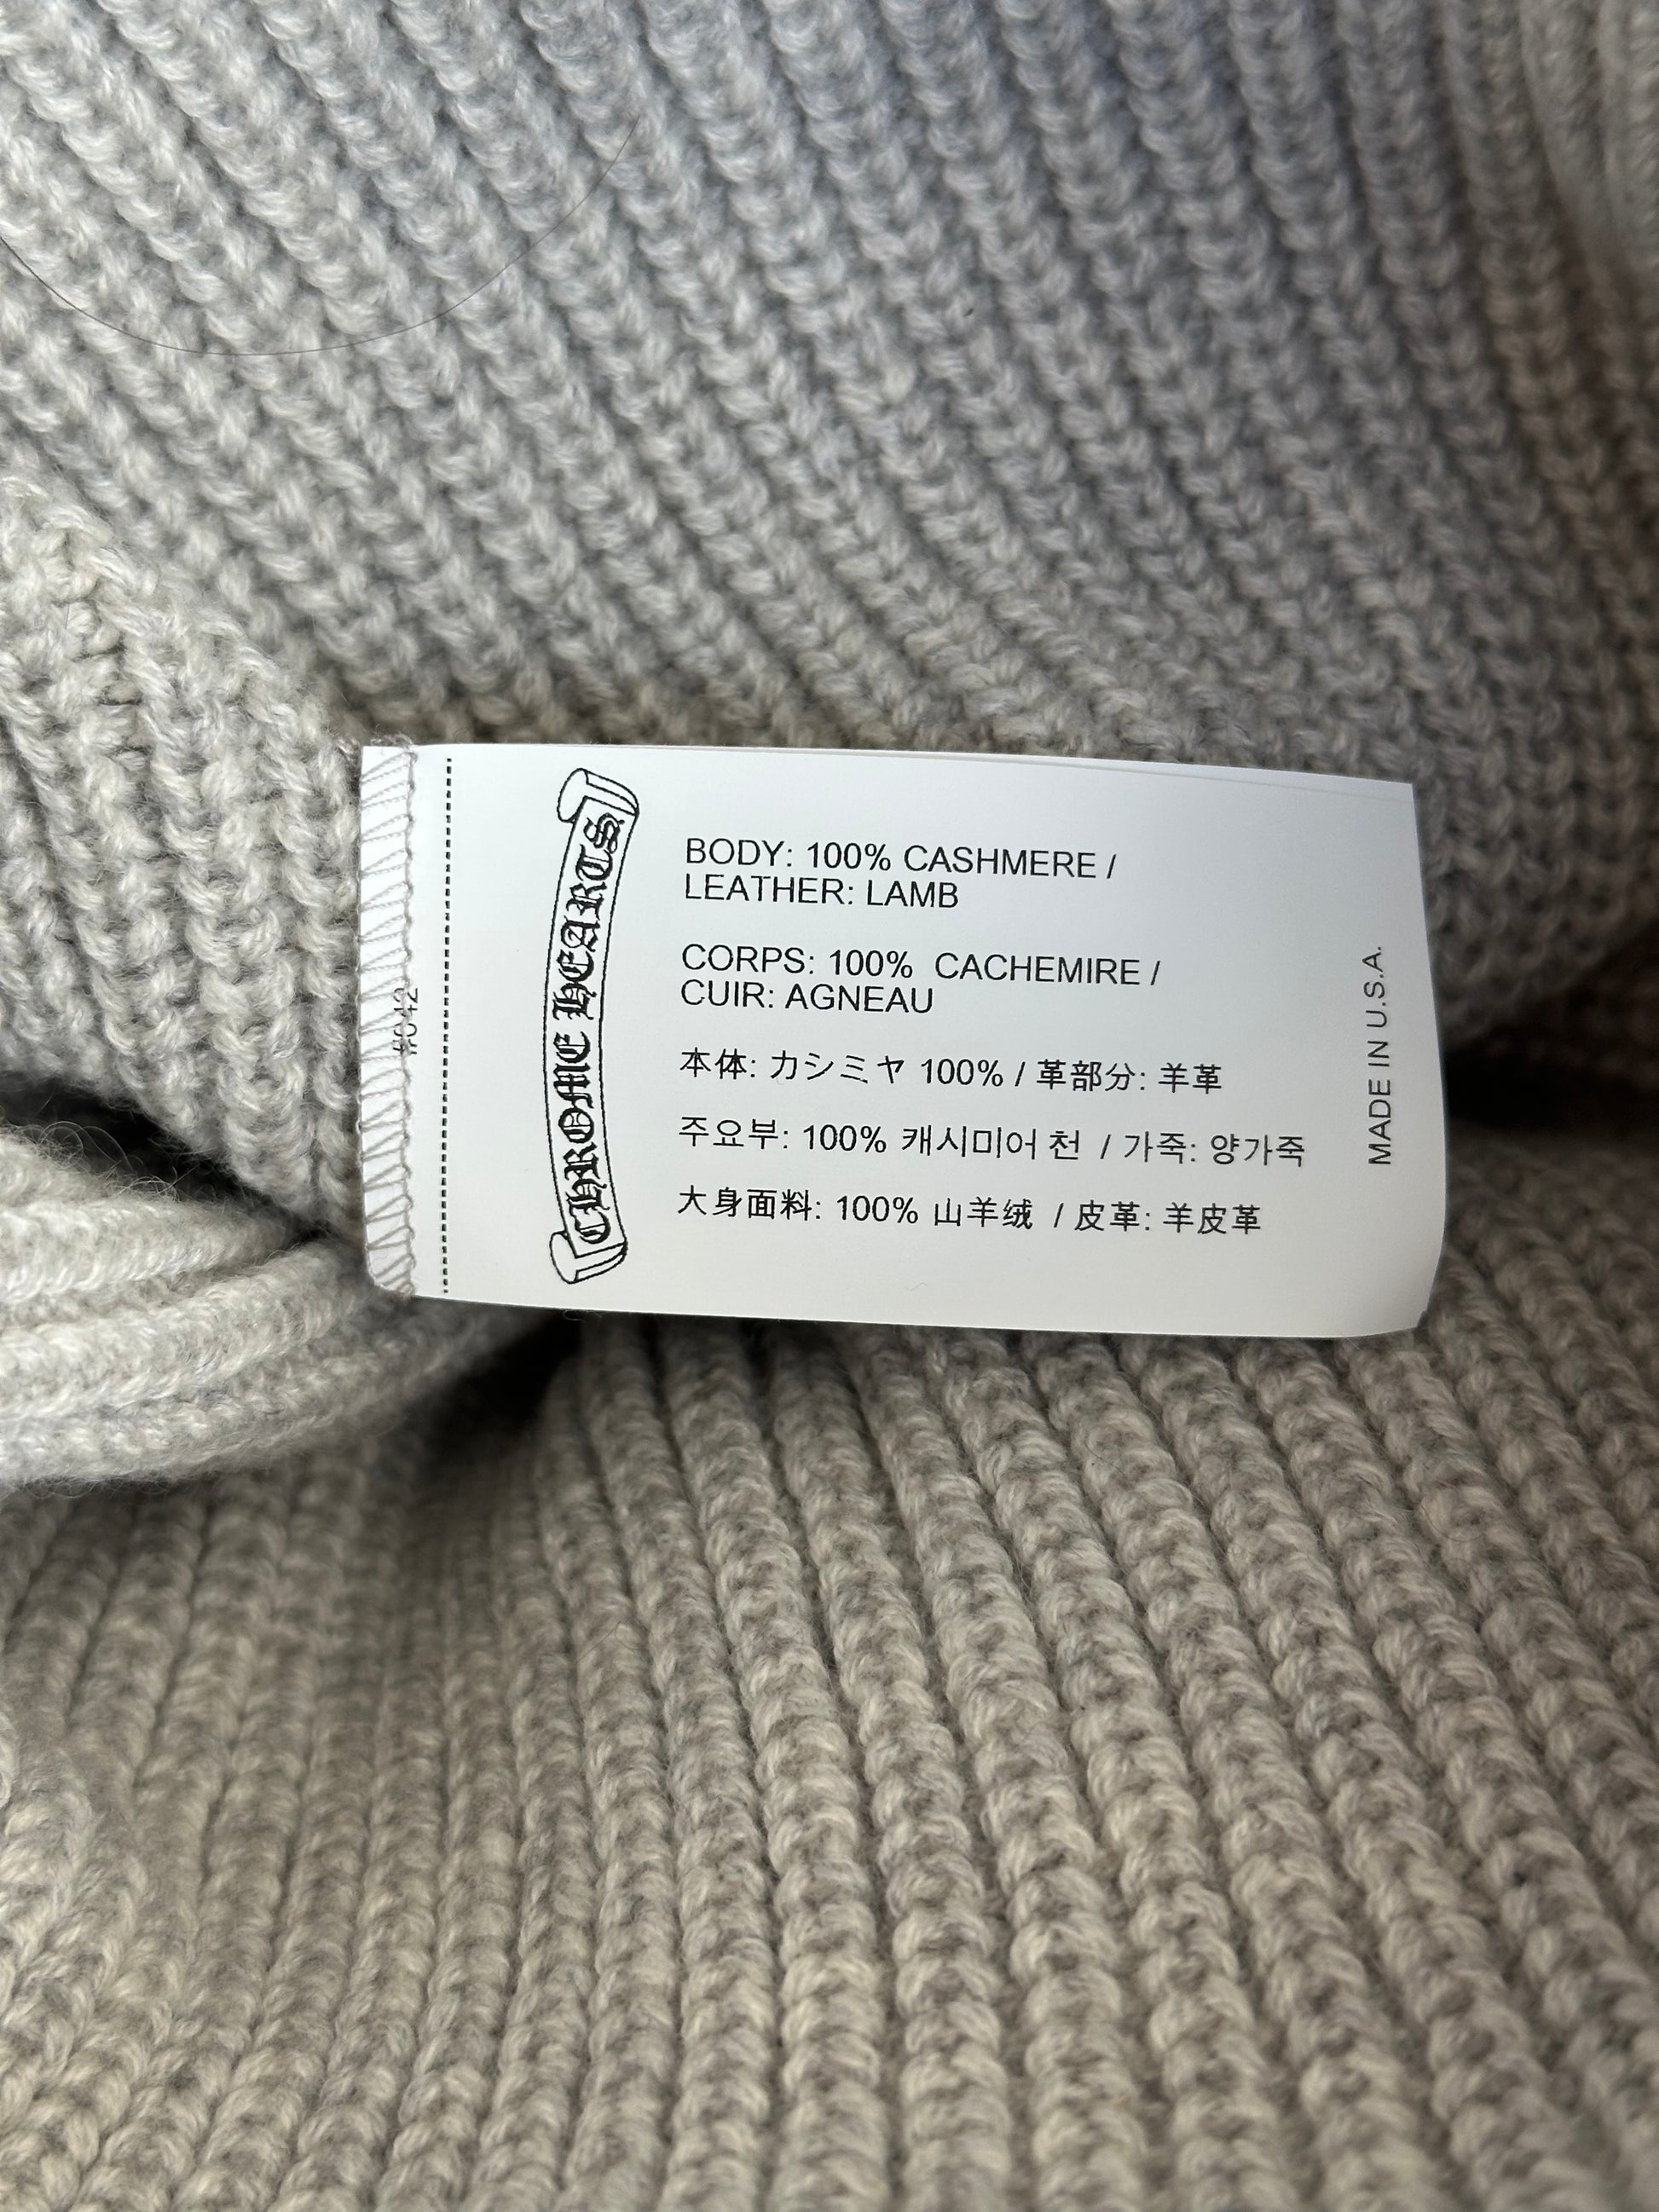 #042
CHROME HEARTS
BODY: 100% CASHMERE /
LEATHER: LAMB
CORPS: 100% CACHEMIRE /
CUIR: AGNEAU
本体: カシミヤ 100% / 革部分: 羊革
주요부: 100% 캐시미어 천 / 가죽: 양가죽
大身面料: 100% 山羊绒 / 皮革: 羊皮革
MADE IN U.S.A.